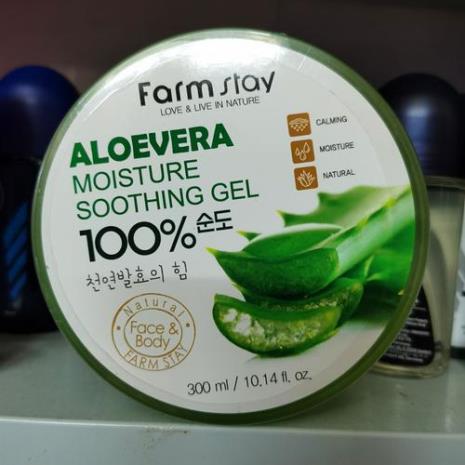 Farm stay
LOVE & LIVE IN NATURE
ALOEVERA
MOISTURE
SOOTHING GEL
100% 순도
천연발효의 힘
CALMING
MOISTURE
NATURAL
Natural
Face &
Body
FARM STAY
300 ml / 10.14 fl. oz.